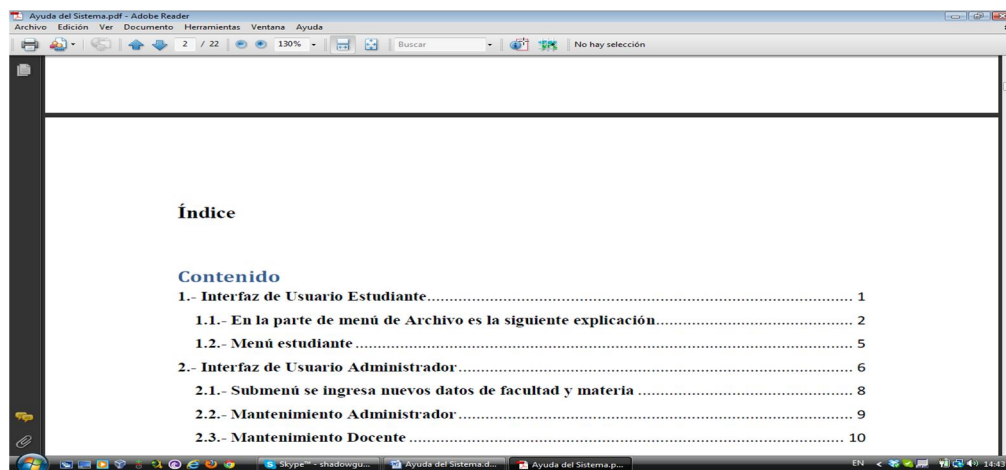 Ayuda del Sistema.pdf - Adobe Reader
Archivo Edición Ver Documento Herramientas Ventana Ayuda
2 / 22 130% Buscar No hay selección
Índice
Contenido
1.- Interfaz de Usuario Estudiante 1
1.1.- En la parte de menú de Archivo es la siguiente explicación 2
1.2.- Menú estudiante 5
2.- Interfaz de Usuario Administrador 6
2.1.- Submenú se ingresa nuevos datos de facultad y materia 8
2.2.- Mantenimiento Administrador 9
2.3.- Mantenimiento Docente 10
Skype™ - shadowgu... Ayuda del Sistema.d... Ayuda del Sistema.p... EN 14:43